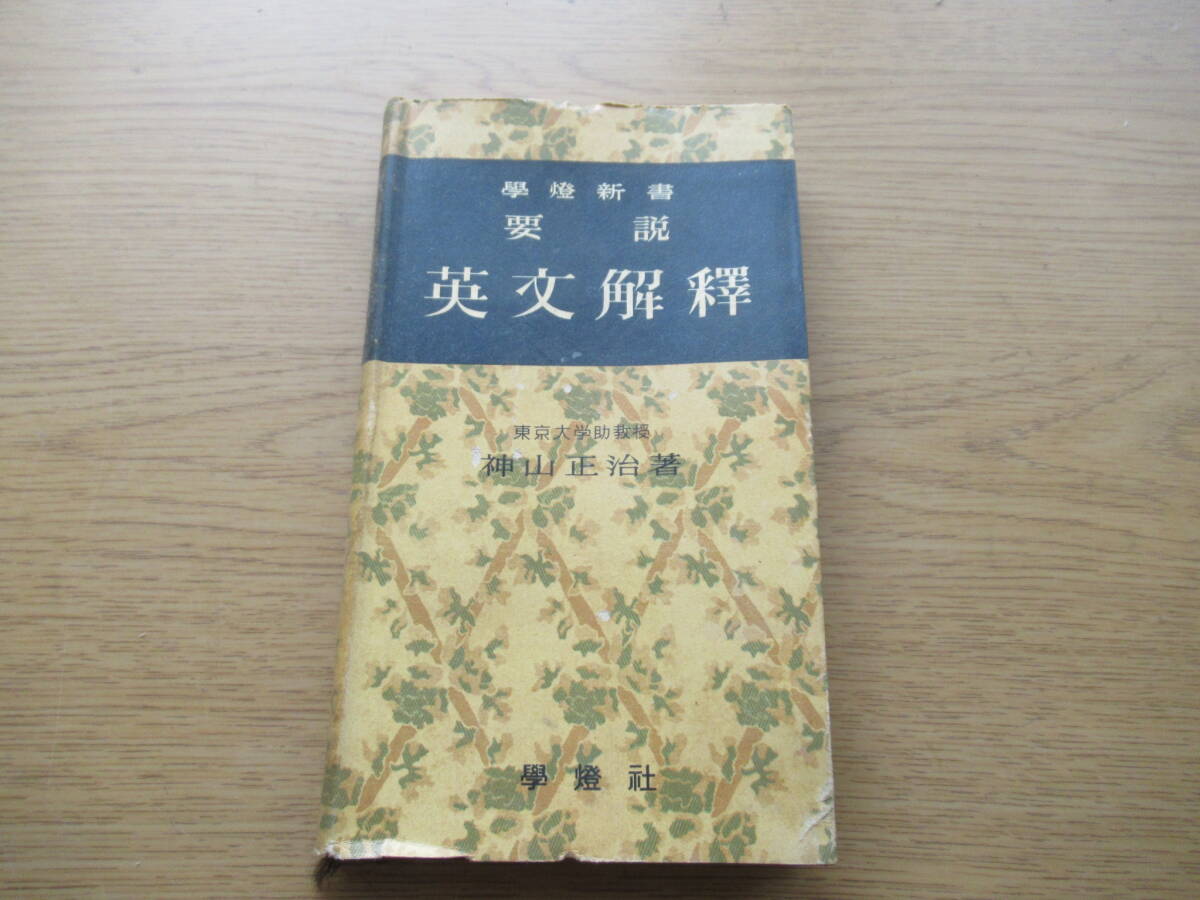 學燈新書
要説
英文解釋
東京大学助教授
神山正治著
學燈社